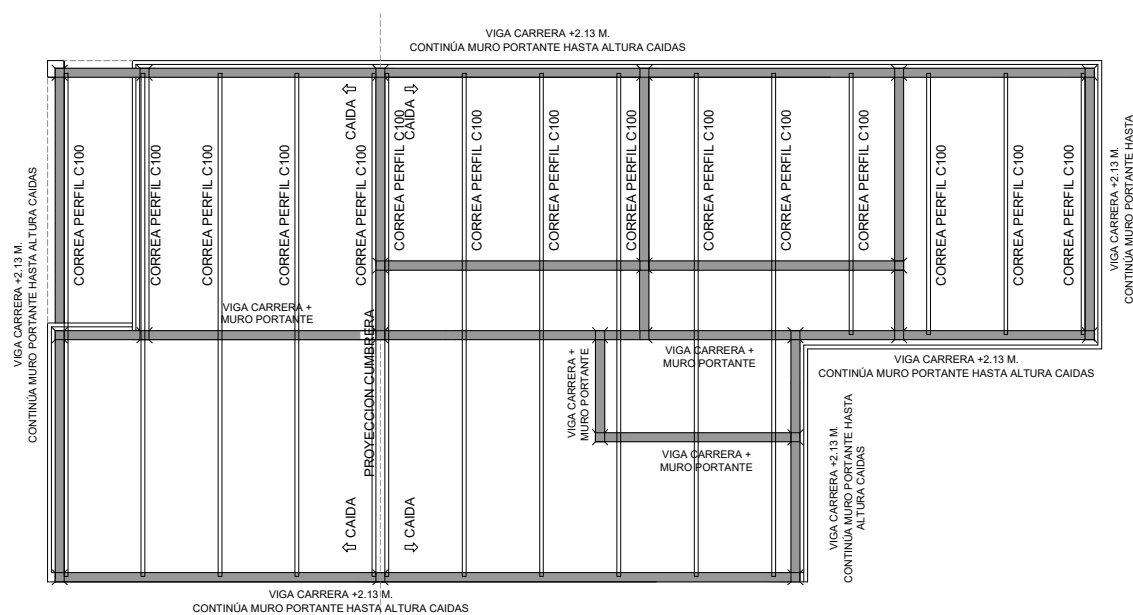 VIGA CARRERA +2.13 M.
CONTINÚA MURO PORTANTE HASTA ALTURA CAIDAS
VIGA CARRERA +2.13 M.
CONTINÚA MURO PORTANTE HASTA ALTURA CAIDAS
CORREA PERFIL C100
CORREA PERFIL C100
CORREA PERFIL C100
CORREA PERFIL C100
CORREA PERFIL C100
CAIDA
CAIDA
CORREA PERFIL C100
CORREA PERFIL C100
CORREA PERFIL C100
CORREA PERFIL C100
CORREA PERFIL C100
CORREA PERFIL C100
CORREA PERFIL C100
CORREA PERFIL C100
CORREA PERFIL C100
CORREA PERFIL C100
VIGA CARRERA +2.13 M.
CONTINÚA MURO PORTANTE HASTA
VIGA CARRERA +
MURO PORTANTE
PROYECCION CUMBRERA
VIGA CARRERA +
MURO PORTANTE
VIGA CARRERA +
MURO PORTANTE
VIGA CARRERA +2.13 M.
CONTINÚA MURO PORTANTE HASTA ALTURA CAIDAS
VIGA CARRERA +
MURO PORTANTE
VIGA CARRERA +2.13 M.
CONTINÚA MURO PORTANTE HASTA
ALTURA CAIDAS
CAIDA
CAIDA
VIGA CARRERA +2.13 M.
CONTINÚA MURO PORTANTE HASTA ALTURA CAIDAS